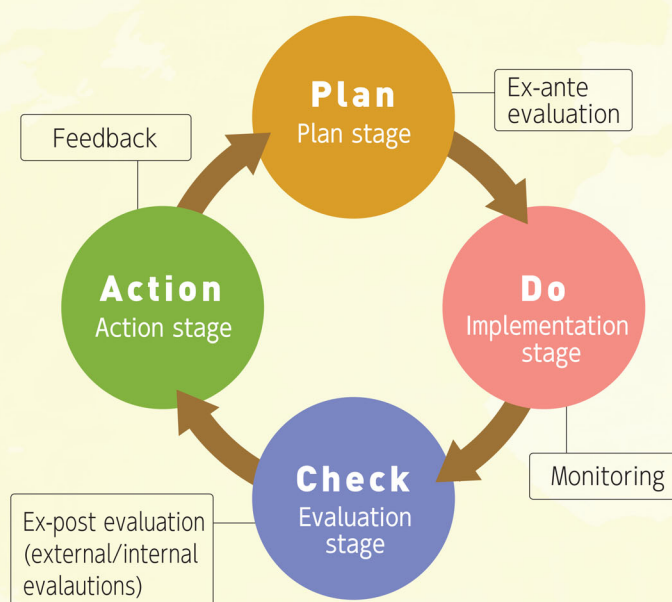 Plan
Plan stage
Ex-ante
evaluation
Feedback
Action
Action stage
Do
Implementation
stage
Monitoring
Check
Evaluation
stage
Ex-post evaluation
(external/internal
evalautions)